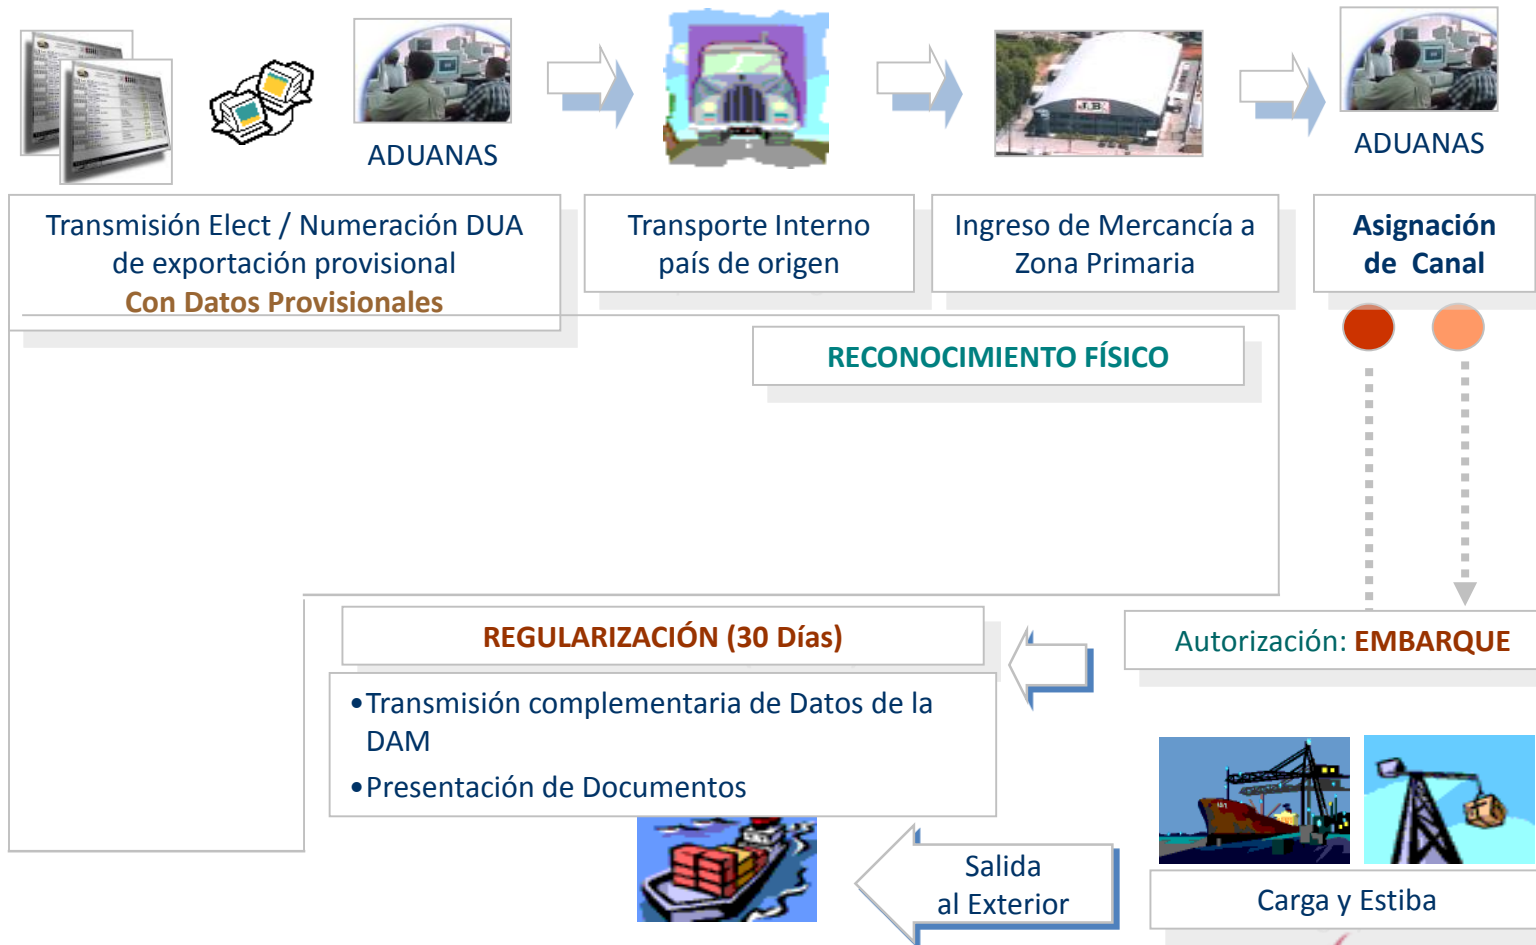 ADUANAS
ADUANAS
Transmisión Elect / Numeración DUA
de exportación provisional
Con Datos Provisionales
Transporte Interno
país de origen
Ingreso de Mercancía a
Zona Primaria
Asignación
de Canal
RECONOCIMIENTO FÍSICO
REGULARIZACIÓN (30 Días)
•Transmisión complementaria de Datos de la
DAM
•Presentación de Documentos
Autorización: EMBARQUE
Salida
al Exterior
Carga y Estiba